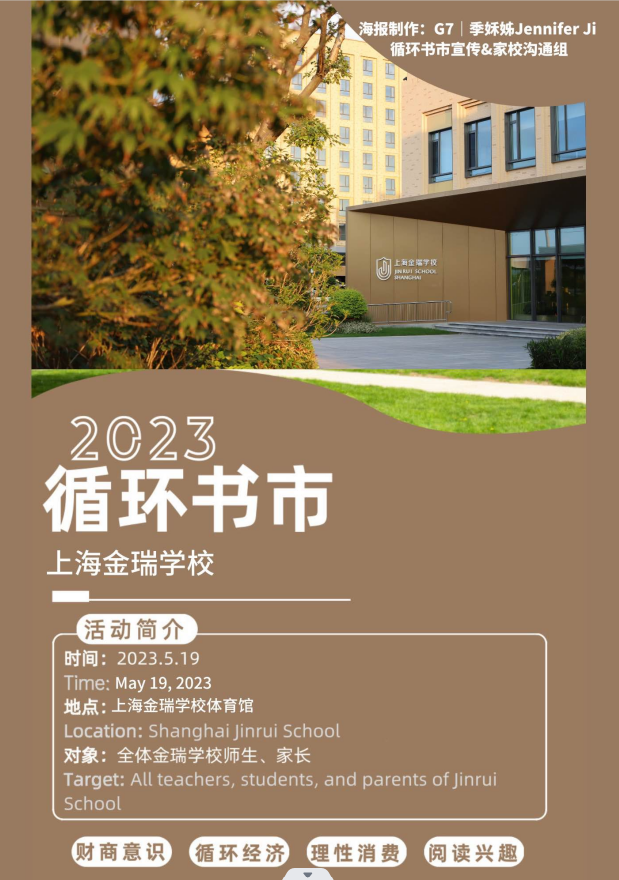 海报制作：G7｜季妚姊Jennifer Ji
循环书市宣传&家校沟通组
上海金瑞学校
JIN RUI SCHOOL
SHANGHAI
2023
循环书市
上海金瑞学校
活动简介
时间：2023.5.19
Time: May 19, 2023
地点：上海金瑞学校体育馆
Location: Shanghai Jinrui School
对象：全体金瑞学校师生、家长
Target: All teachers, students, and parents of Jinrui
School
财商意识 循环经济 理性消费 阅读兴趣